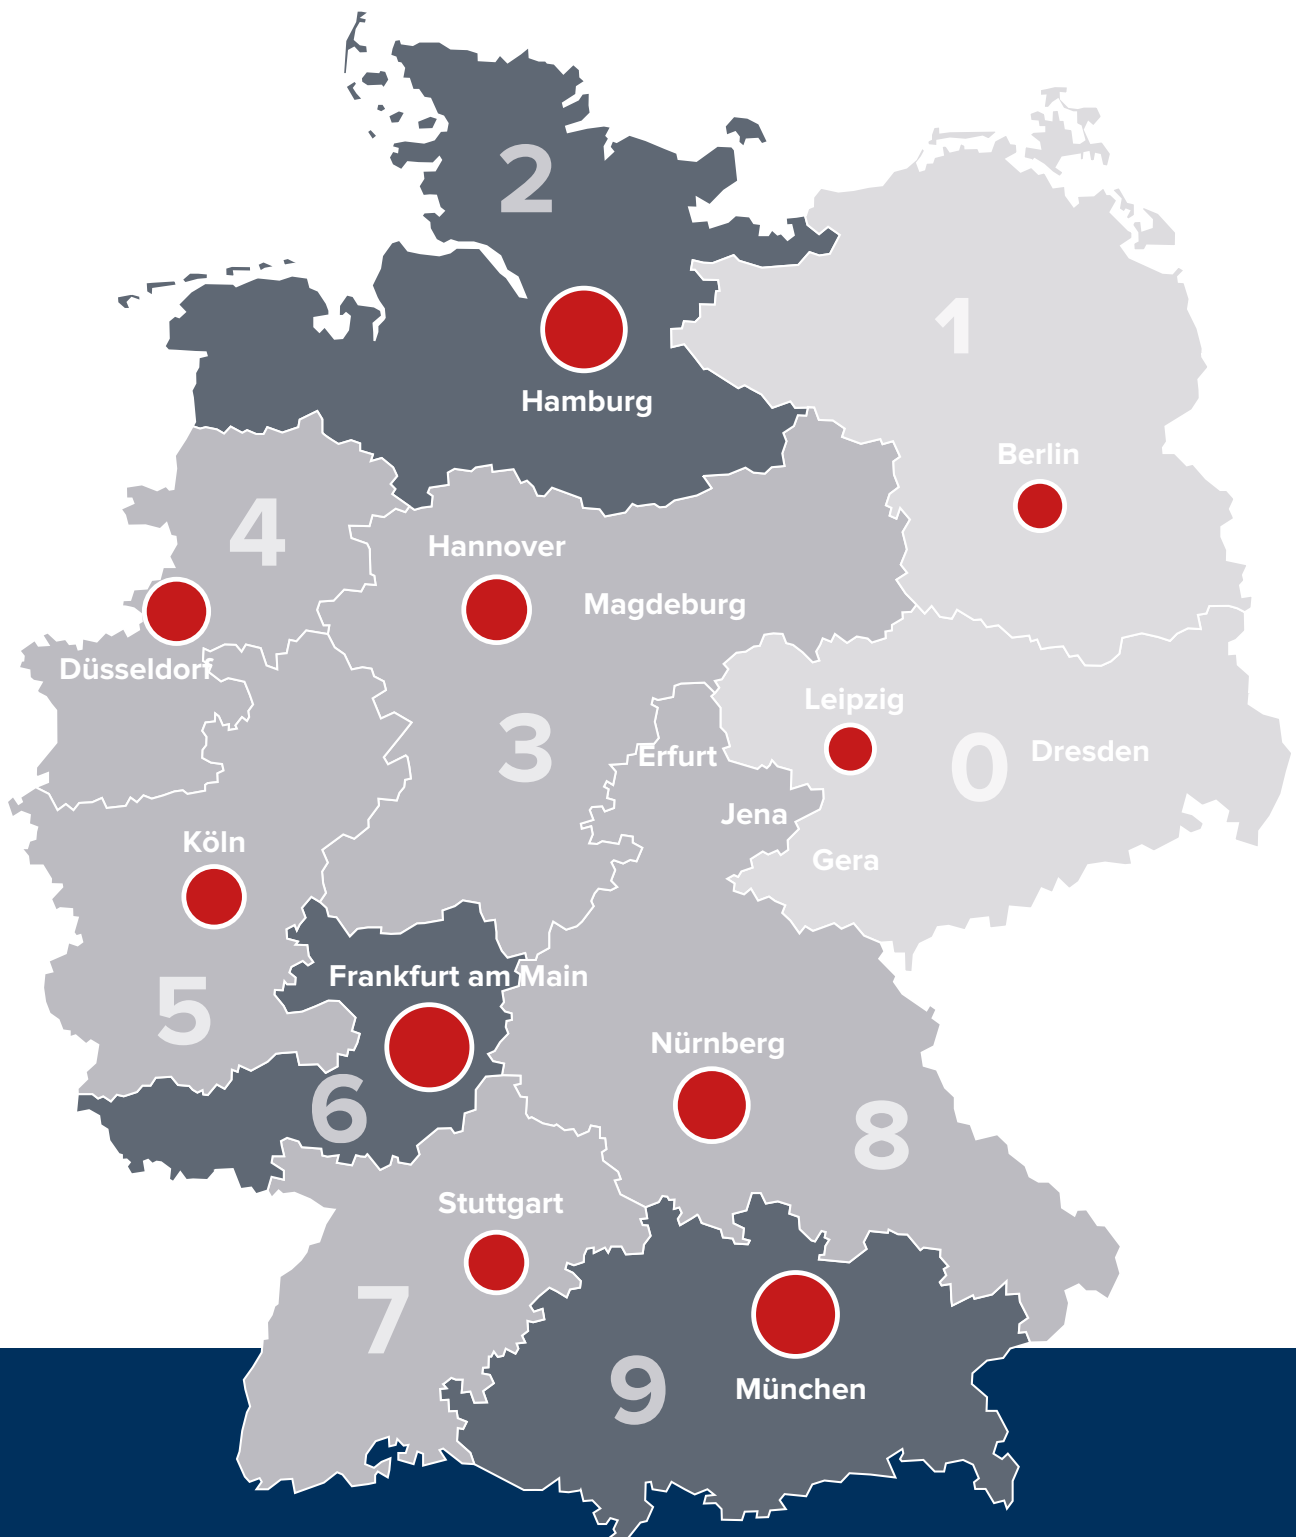 2
1
Hamburg
Berlin
4
Hannover
Magdeburg
Düsseldorf
Leipzig
3
Erfurt
0
Dresden
Jena
Köln
Gera
Frankfurt am Main
5
Nürnberg
6
8
Stuttgart
7
9
München